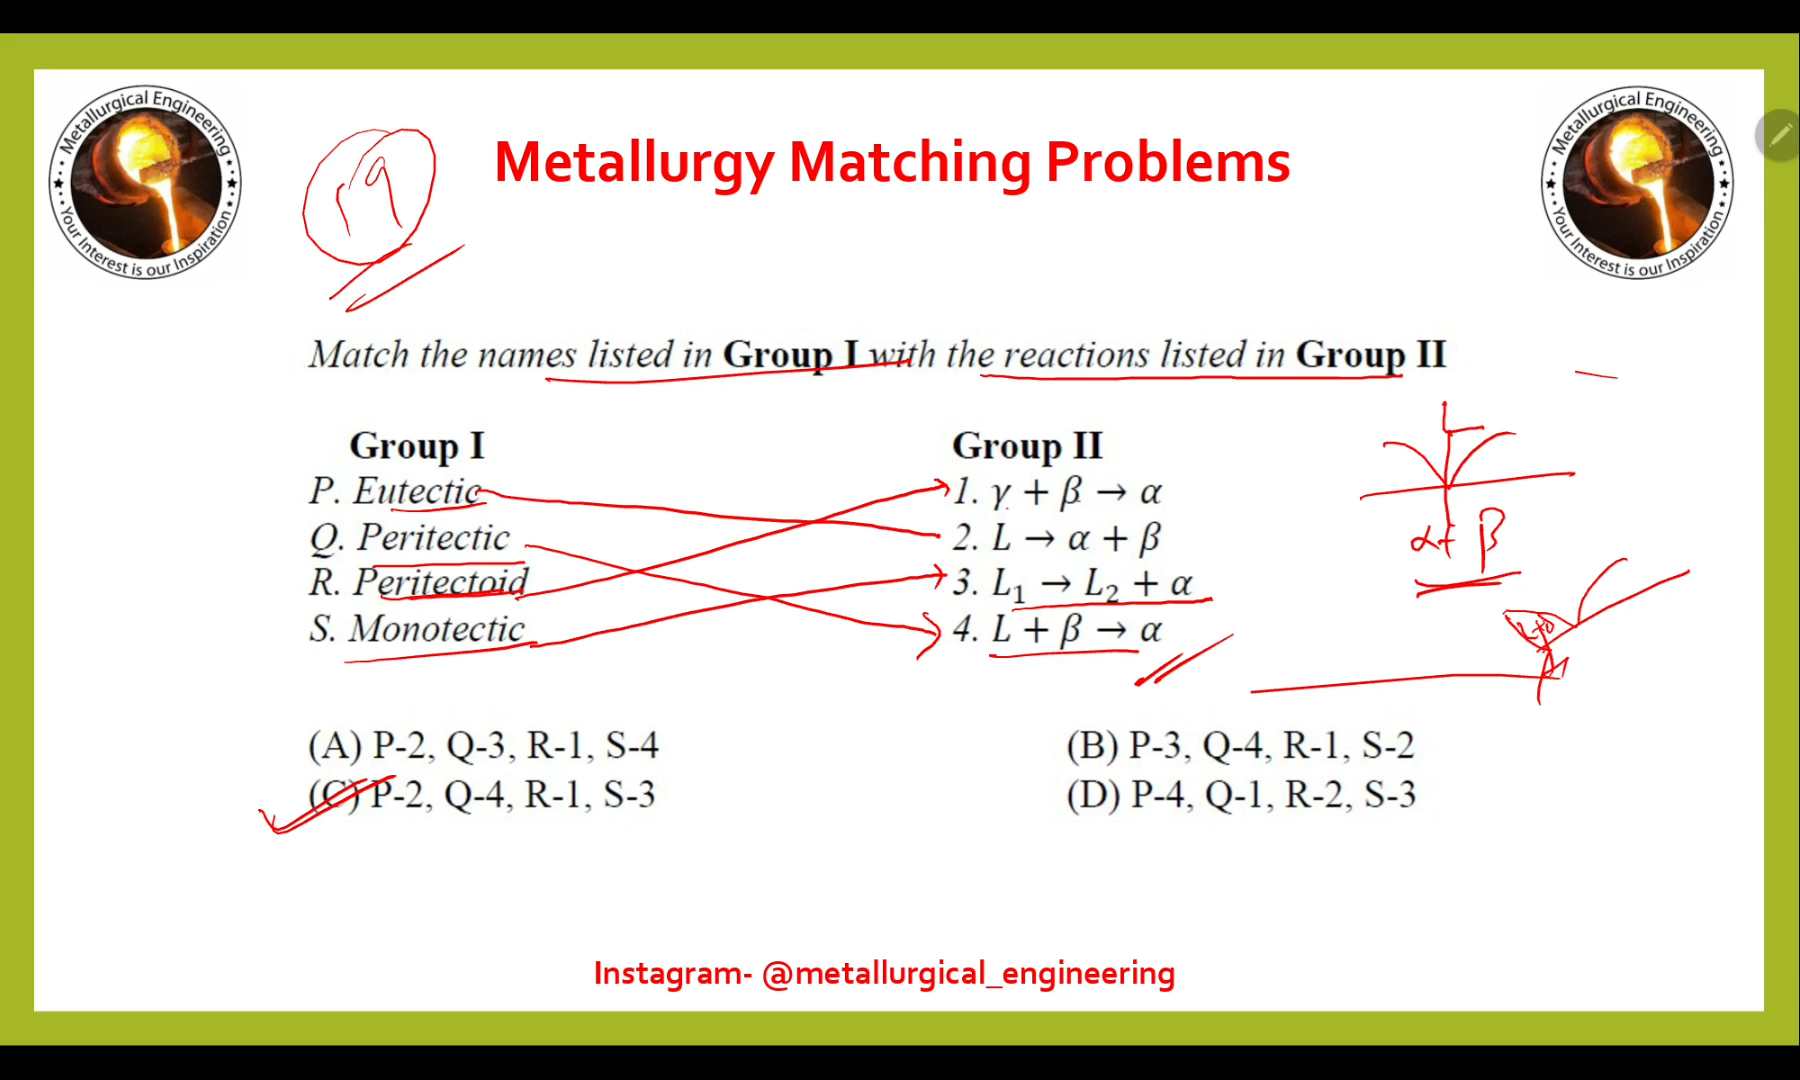 Metallurgical Engineering
Your Interest is our Inspiration
Metallurgy Matching Problems
Metallurgical Engineering
Your Interest is our Inspiration
19
Match the names listed in Group I with the reactions listed in Group II
Group I Group II
P. Eutectic 1. γ + β → α
Q. Peritectic 2. L → α + β
R. Peritectoid 3. L₁ → L₂ + α
S. Monotectic 4. L + β → α
L
α+ β
(A) P-2, Q-3, R-1, S-4 (B) P-3, Q-4, R-1, S-2
(C) P-2, Q-4, R-1, S-3 (D) P-4, Q-1, R-2, S-3
Instagram- @metallurgical_engineering